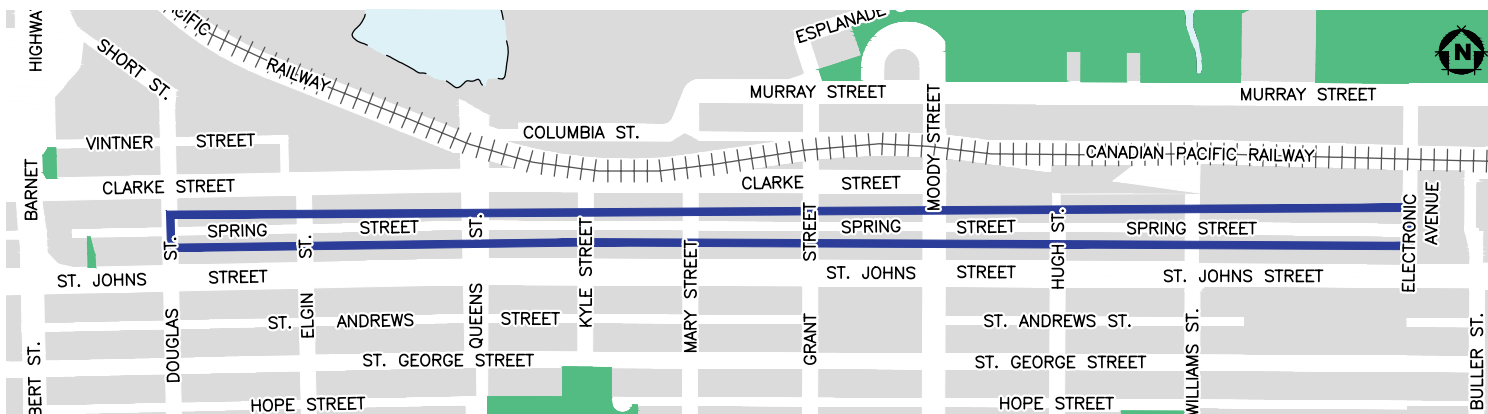 HIGHWA
CIFIC
RAILWAY
ESPLANADE
N
SHORT ST.
MURRAY STREET
MURRAY STREET
COLUMBIA ST.
VINTNER STREET
MOODY STREET
CANADIAN PACIFIC RAILWAY
BARNET
CLARKE STREET
CLARKE STREET
SPRING STREET
SPRING STREET
SPRING STREET
ELECTRONIC
AVENUE
ST. JOHNS STREET
ST. JOHNS STREET
ST. JOHNS STREET
DOUGLAS ST.
ELGIN ST.
QUEENS ST.
KYLE STREET
MARY STREET
GRANT STREET
HUGH ST.
WILLIAMS ST.
BULLER ST.
ST. ANDREWS STREET
ST. ANDREWS ST.
ST. GEORGE STREET
ST. GEORGE STREET
BERT ST.
HOPE STREET
HOPE STREET